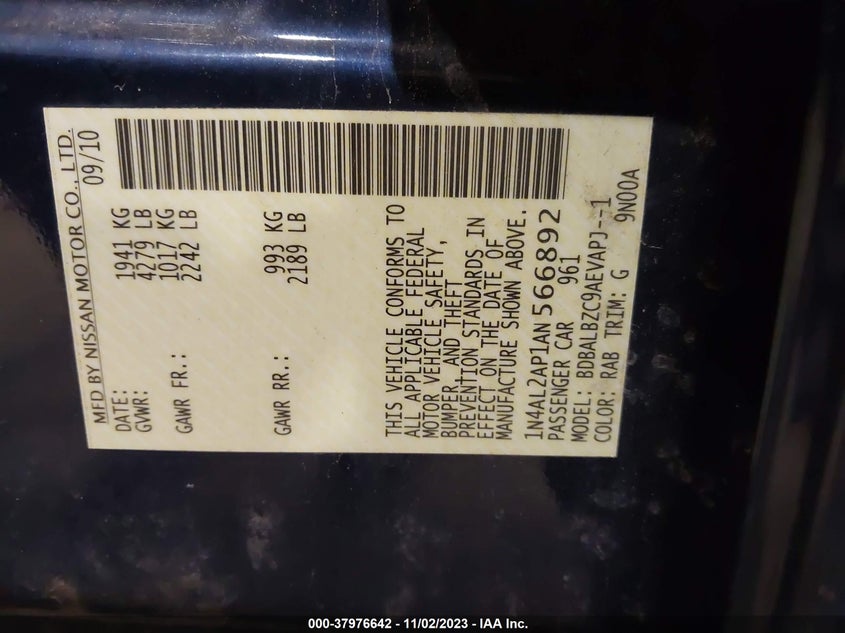 MFD BY NISSAN MOTOR CO., LTD.
DATE: 09/10
GVWR: 1941 KG
4279 LB
GAWR FR.: 1017 KG
2242 LB
GAWR RR.: 993 KG
2189 LB
THIS VEHICLE CONFORMS TO
ALL APPLICABLE FEDERAL
MOTOR VEHICLE SAFETY,
BUMPER, AND THEFT
PREVENTION STANDARDS IN
EFFECT ON THE DATE OF
MANUFACTURE SHOWN ABOVE.
1N4AL2AP1AN566892
PASSENGER CAR 961
MODEL: BDBALBZC9AEVAPJ--1
COLOR: RAB TRIM: G 9N00A
000-37976642 - 11/02/2023 - IAA Inc.